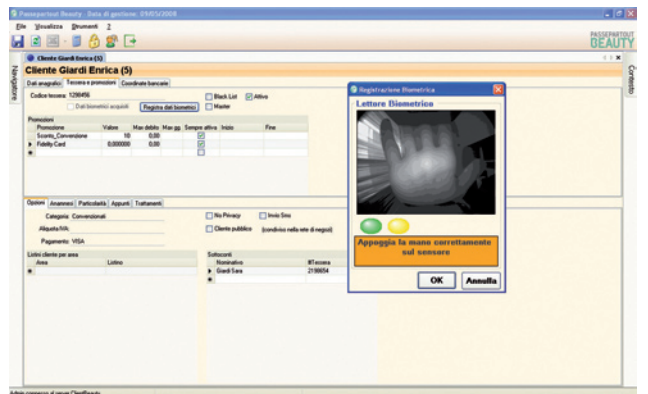 Passepartout Beauty - Data di gestione: 09/05/2008
File Visualizza Strumenti ?
PASSEPARTOUT
BEAUTY
Cliente Giardi Enrica (5)
Navigatore
Contesto
Cliente Giardi Enrica (5)
Dati anagrafici Tessera e promozioni Coordinate bancarie
Codice tessera: 1298456 Black List Attivo
Dati biometrici acquisiti Registra dati biometrici Master
Promozioni
Promozione Valore Max debito Max gg. Sempre attiva Inizio Fine
Sconto_Convenzione 10 0,00
Fidelity Card 0,000000 0,00
Registrazione Biometrica
Lettore Biometrico
Appoggia la mano correttamente
sul sensore
OK Annulla
Opzioni Anamnesi Particolarità Appunti Trattamenti
Categoria: Convenzionati No Privacy Invio Sms
Aliquota IVA: Cliente pubblico (condiviso nella rete di negozi)
Pagamento: VISA
Listini cliente per area Sottoconti
Area Listino Nominativo #Tessera
Giardi Sara 2198654